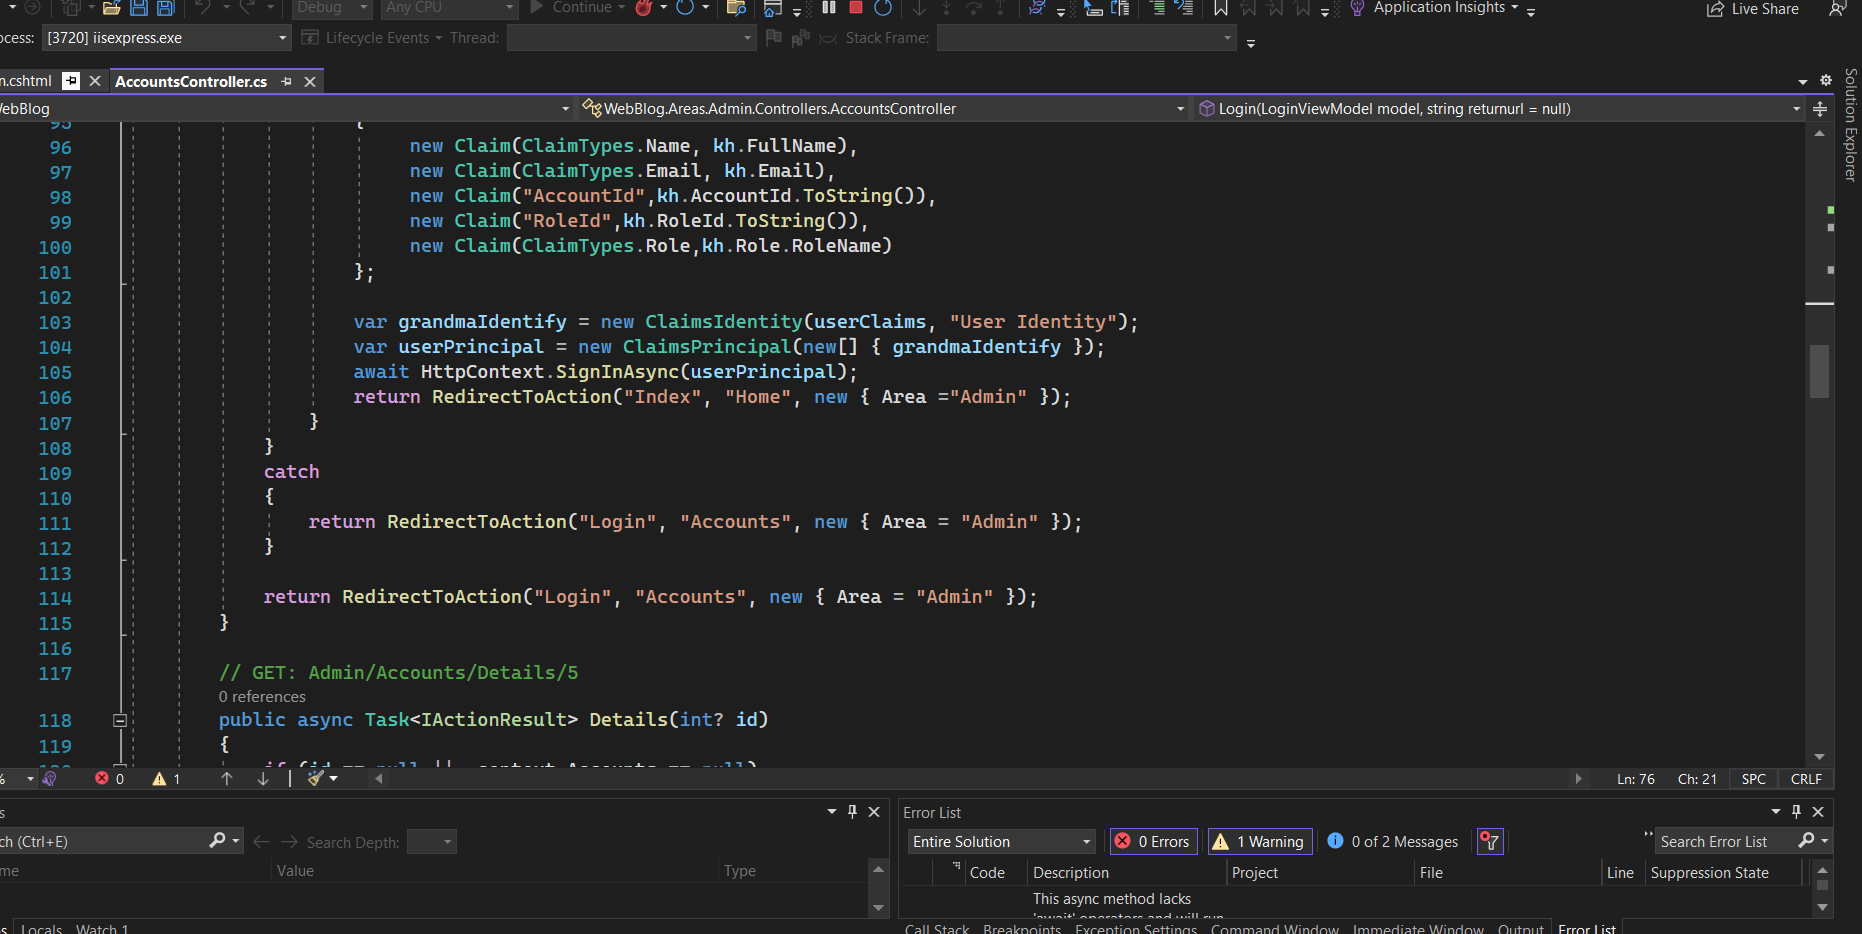 Debug Any CPU Continue Application Insights Live Share
ocess: [3720] iisexpress.exe Lifecycle Events Thread: Stack Frame:
n.cshtml AccountsController.cs
WebBlog WebBlog.Areas.Admin.Controllers.AccountsController Login(LoginViewModel model, string returnurl = null)
Solution Explorer
95 {
96 new Claim(ClaimTypes.Name, kh.FullName),
97 new Claim(ClaimTypes.Email, kh.Email),
98 new Claim("AccountId",kh.AccountId.ToString()),
99 new Claim("RoleId",kh.RoleId.ToString()),
100 new Claim(ClaimTypes.Role,kh.Role.RoleName)
101 };
102
103 var grandmaIdentify = new ClaimsIdentity(userClaims, "User Identity");
104 var userPrincipal = new ClaimsPrincipal(new[] { grandmaIdentify });
105 await HttpContext.SignInAsync(userPrincipal);
106 return RedirectToAction("Index", "Home", new { Area ="Admin" });
107 }
108 }
109 catch
110 {
111 return RedirectToAction("Login", "Accounts", new { Area = "Admin" });
112 }
113
114 return RedirectToAction("Login", "Accounts", new { Area = "Admin" });
115 }
116
117 // GET: Admin/Accounts/Details/5
0 references
118 public async Task<IActionResult> Details(int? id)
119 {
120 if (id == null || _context.Accounts == null)
% 0 1 Ln: 76 Ch: 21 SPC CRLF
s Error List
ch (Ctrl+E) Search Depth: Entire Solution 0 Errors 1 Warning 0 of 2 Messages Search Error List
me Value Type Code Description Project File Line Suppression State
This async method lacks
'await' operators and will run
s Locals Watch 1 Call Stack Breakpoints Exception Settings Command Window Immediate Window Output Error List